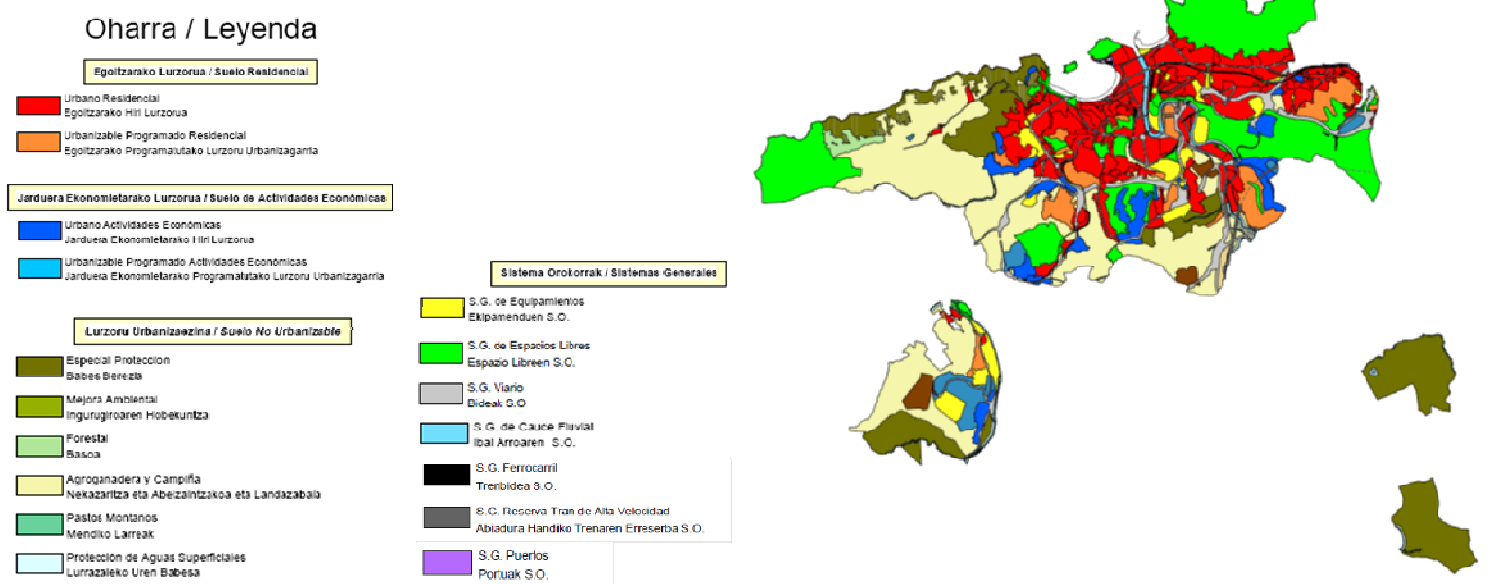 Oharra / Leyenda
Egoitzarako Lurzorua / Suelo Residencial
Urbano Residencial
Egoitzarako Hiri Lurzorua
Urbanizable Programado Residencial
Egoitzarako Programatutako Lurzoru Urbanizagarria
Jarduera Ekonomietarako Lurzorua / Suelo de Actividades Económicas
Urbano Actividades Económicas
Jarduera Ekonomietarako Hiri Lurzorua
Urbanizable Programado Actividades Económicas
Jarduera Ekonomietarako Programatutako Lurzoru Urbanizagarria
Lurzoru Urbanizaezina / Suelo No Urbanizable
Especial Proteccion
Babes Berezia
Mejora Ambiental
Ingurugiroaren Hobekuntza
Forestal
Basoa
Agroganadera y Campiña
Nekazaritza eta Abelzaintzakoa eta Landazabala
Pastos Montanos
Mendiko Larreak
Protección de Aguas Superficiales
Lurrazaleko Uren Babesa
Sistema Orokorrak / Sistemas Generales
S.G. de Equipamientos
Ekipamenduen S.O.
S.G. de Espacios Libres
Espazio Libreen S.O.
S.G. Viario
Bideak S.O
S.G. de Cauce Fluvial
Ibai Arroaren S.O.
S.G. Ferrocarril
Trenbidea S.O.
S.G. Reserva Tran de Alta Velocidad
Abiadura Handiko Trenaren Erreserba S.O.
S.G. Puertos
Portuak S.O.